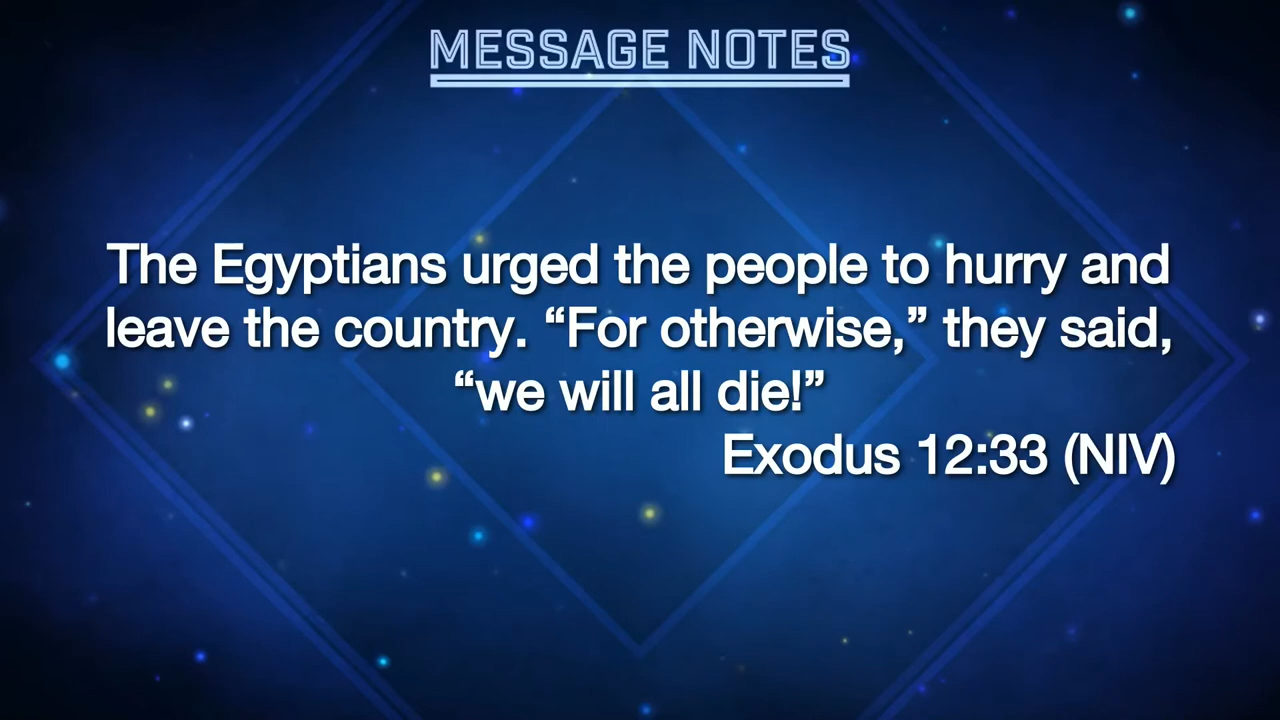 MESSAGE NOTES
The Egyptians urged the people to hurry and
leave the country. “For otherwise,” they said,
“we will all die!”
Exodus 12:33 (NIV)